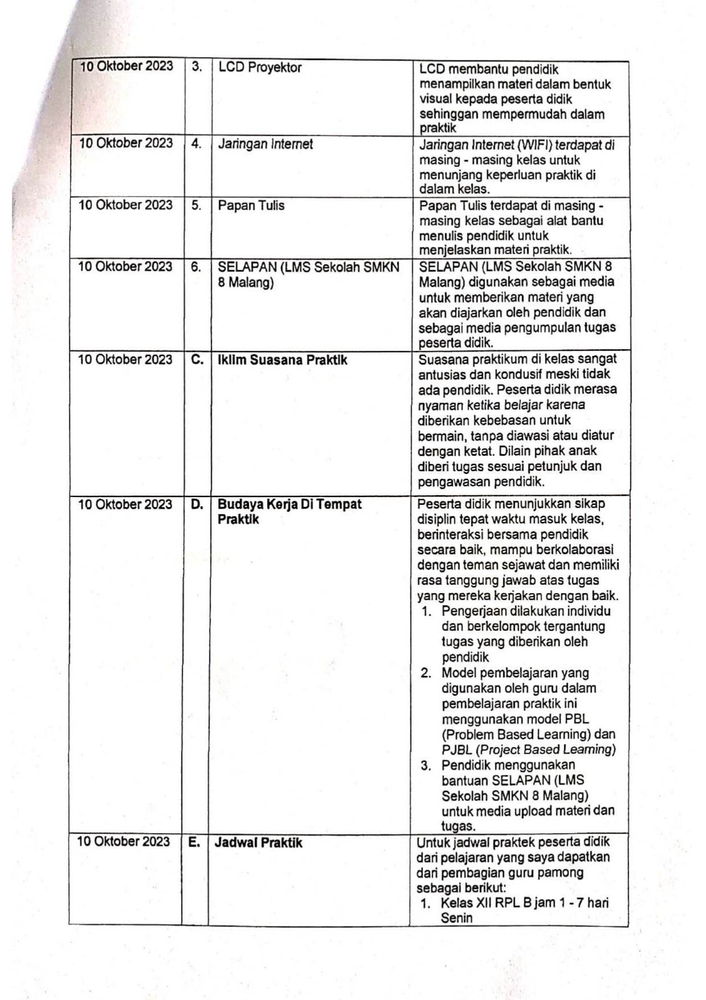 10 Oktober 2023 3. LCD Proyektor LCD membantu pendidik
menampilkan materi dalam bentuk
visual kepada peserta didik
sehinggan mempermudah dalam
praktik
10 Oktober 2023 4. Jaringan Internet Jaringan Internet (WIFI) terdapat di
masing - masing kelas untuk
menunjang keperluan praktik di
dalam kelas.
10 Oktober 2023 5. Papan Tulis Papan Tulis terdapat di masing -
masing kelas sebagai alat bantu
menulis pendidik untuk
menjelaskan materi praktik.
10 Oktober 2023 6. SELAPAN (LMS Sekolah SMKN SELAPAN (LMS Sekolah SMKN 8
8 Malang) Malang) digunakan sebagai media
untuk memberikan materi yang
akan diajarkan oleh pendidik dan
sebagai media pengumpulan tugas
peserta didik.
10 Oktober 2023 C. Iklim Suasana Praktik Suasana praktikum di kelas sangat
antusias dan kondusif meski tidak
ada pendidik. Peserta didik merasa
nyaman ketika belajar karena
diberikan kebebasan untuk
bermain, tanpa diawasi atau diatur
dengan ketat. Dilain pihak anak
diberi tugas sesuai petunjuk dan
pengawasan pendidik.
10 Oktober 2023 D. Budaya Kerja Di Tempat Peserta didik menunjukkan sikap
Praktik disiplin tepat waktu masuk kelas,
berinteraksi bersama pendidik
secara baik, mampu berkolaborasi
dengan teman sejawat dan memiliki
rasa tanggung jawab atas tugas
yang mereka kerjakan dengan baik.
1. Pengerjaan dilakukan individu
dan berkelompok tergantung
tugas yang diberikan oleh
pendidik
2. Model pembelajaran yang
digunakan oleh guru dalam
pembelajaran praktik ini
menggunakan model PBL
(Problem Based Learning) dan
PJBL (Project Based Learning)
3. Pendidik menggunakan
bantuan SELAPAN (LMS
Sekolah SMKN 8 Malang)
untuk media upload materi dan
tugas.
10 Oktober 2023 E. Jadwal Praktik Untuk jadwal praktek peserta didik
dari pelajaran yang saya dapatkan
dari pembagian guru pamong
sebagai berikut:
1. Kelas XII RPL B jam 1 - 7 hari
Senin